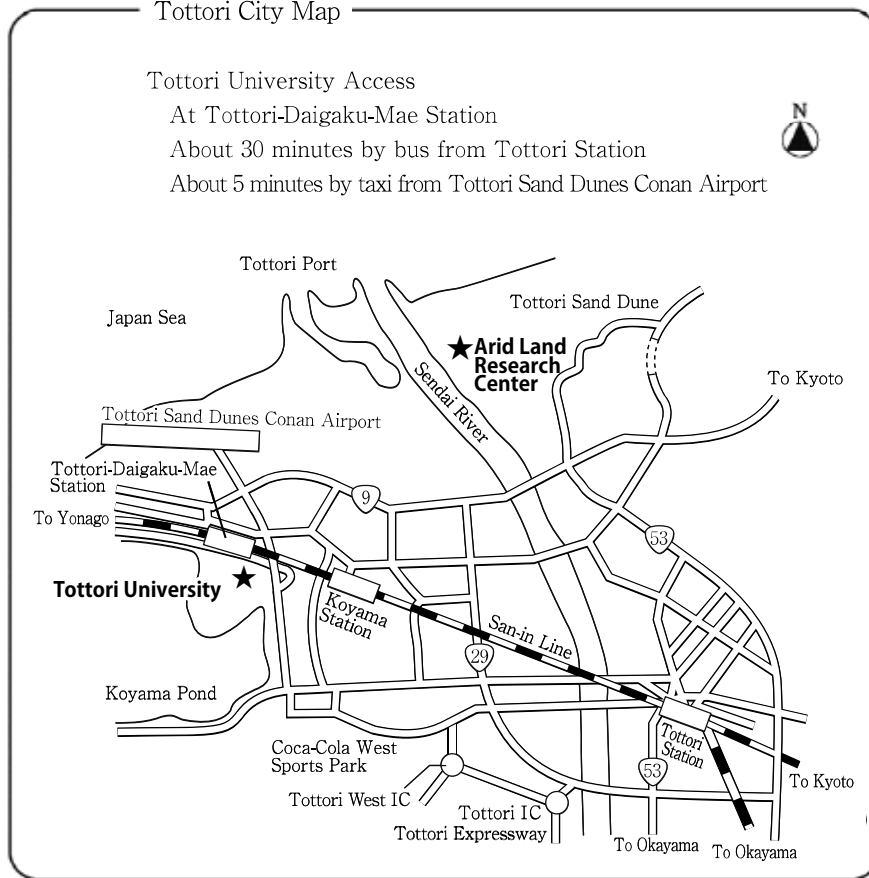 Tottori City Map
Tottori University Access
At Tottori-Daigaku-Mae Station
About 30 minutes by bus from Tottori Station
About 5 minutes by taxi from Tottori Sand Dunes Conan Airport
N
Tottori Port
Japan Sea
Tottori Sand Dune
Arid Land
Research
Center
Sendai River
To Kyoto
Tottori Sand Dunes Conan Airport
Tottori-Daigaku-Mae
Station
9
To Yonago
53
Tottori University
Koyama
Station
San-in Line
29
Koyama Pond
Tottori
Station
Coca-Cola West
Sports Park
53
To Kyoto
Tottori West IC
Tottori IC
Tottori Expressway
To Okayama
To Okayama